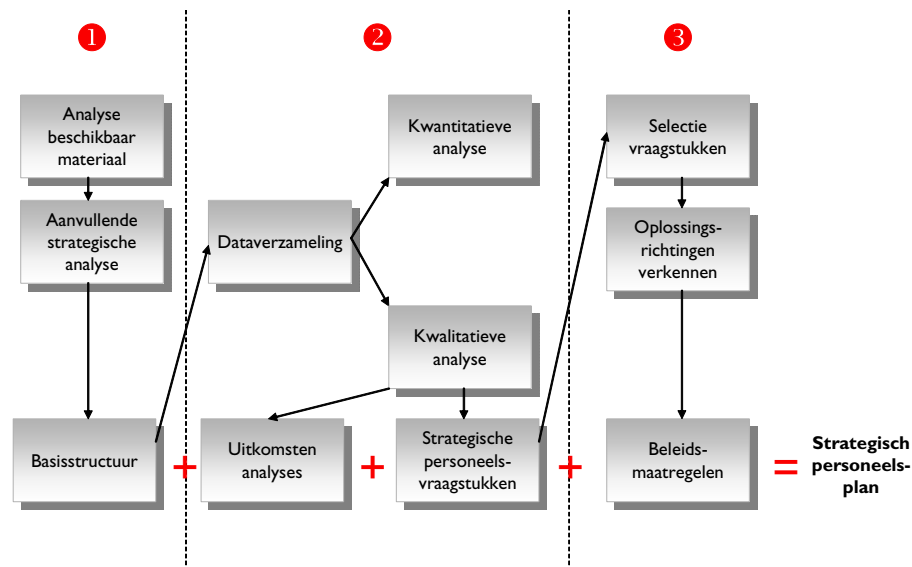 1
2
3
Analyse
beschikbaar
materiaal
Aanvullende
strategische
analyse
Basisstructuur
Dataverzameling
Kwantitatieve
analyse
Kwalitatieve
analyse
Uitkomsten
analyses
Strategische
personeels-
vraagstukken
Selectie
vraagstukken
Oplossings-
richtingen
verkennen
Beleids-
maatregelen
+
+
+
=
Strategisch
personeels-
plan